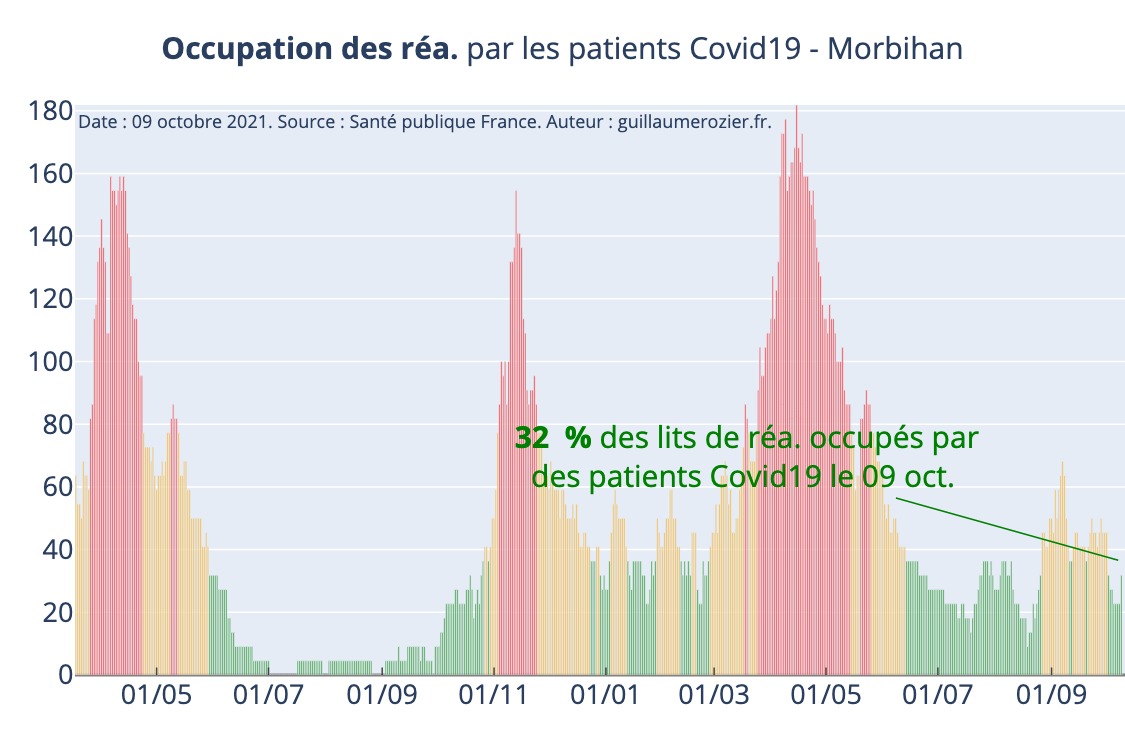 Occupation des réa. par les patients Covid19 - Morbihan
180
Date : 09 octobre 2021. Source : Santé publique France. Auteur : guillaumerozier.fr.
160
140
120
100
80
32 % des lits de réa. occupés par
des patients Covid19 le 09 oct.
60
40
20
0
01/05 01/07 01/09 01/11 01/01 01/03 01/05 01/07 01/09